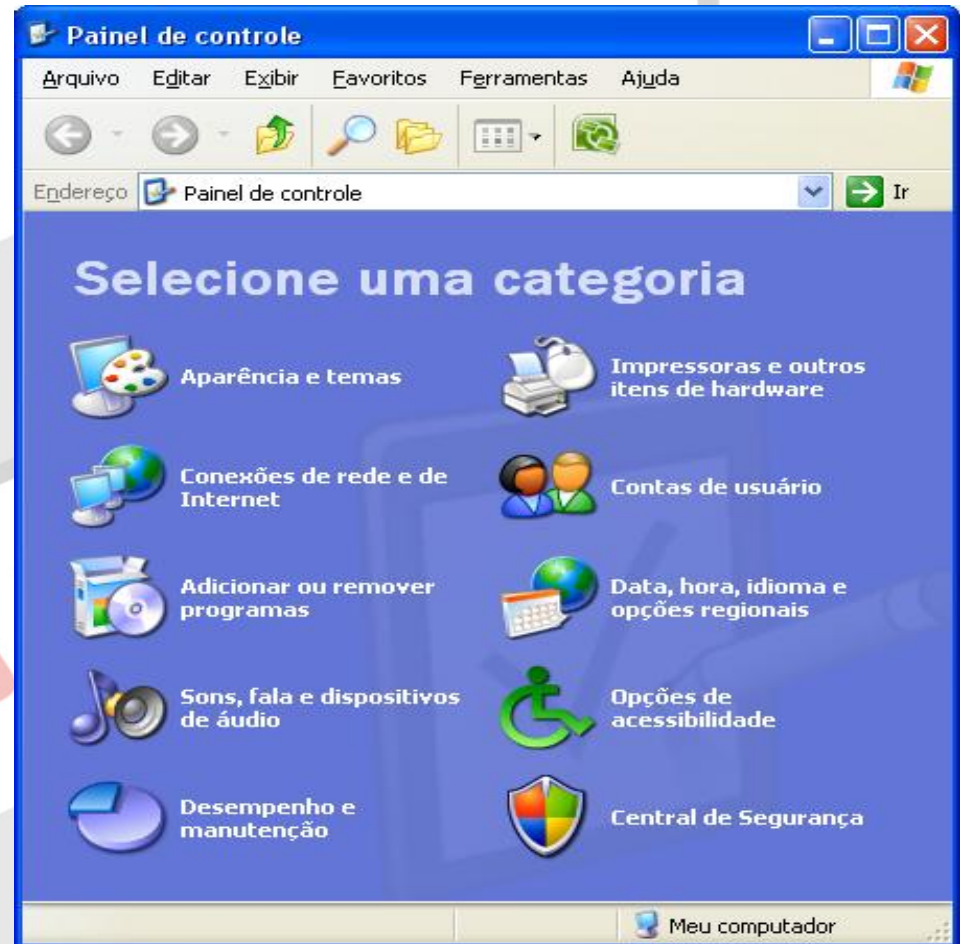 Painel de controle
Arquivo Editar Exibir Favoritos Ferramentas Ajuda
Endereço Painel de controle Ir
Selecione uma categoria
Aparência e temas
Impressoras e outros
itens de hardware
Conexões de rede e de
Internet
Contas de usuário
Adicionar ou remover
programas
Data, hora, idioma e
opções regionais
Sons, fala e dispositivos
de áudio
Opções de
acessibilidade
Desempenho e
manutenção
Central de Segurança
Meu computador